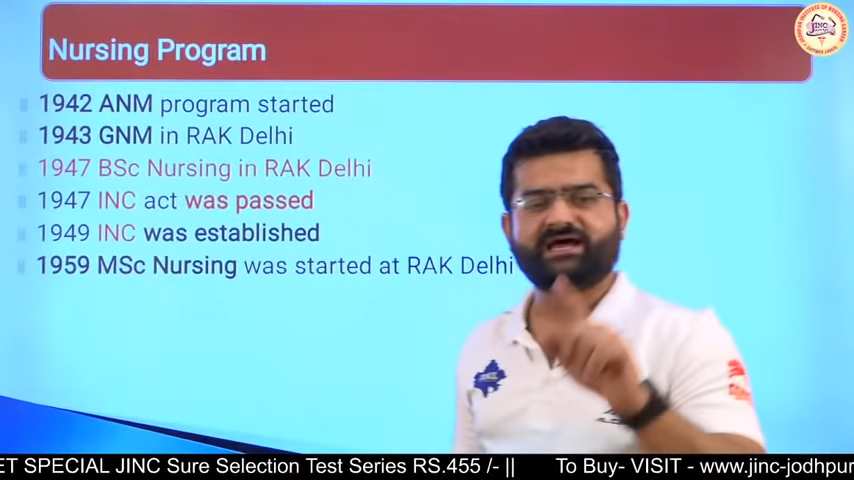 Nursing Program
1942 ANM program started
1943 GNM in RAK Delhi
1947 BSc Nursing in RAK Delhi
1947 INC act was passed
1949 INC was established
1959 MSc Nursing was started at RAK Delhi
JINC
ET SPECIAL JINC Sure Selection Test Series RS.455 /- || To Buy- VISIT - www.jinc-jodhpur